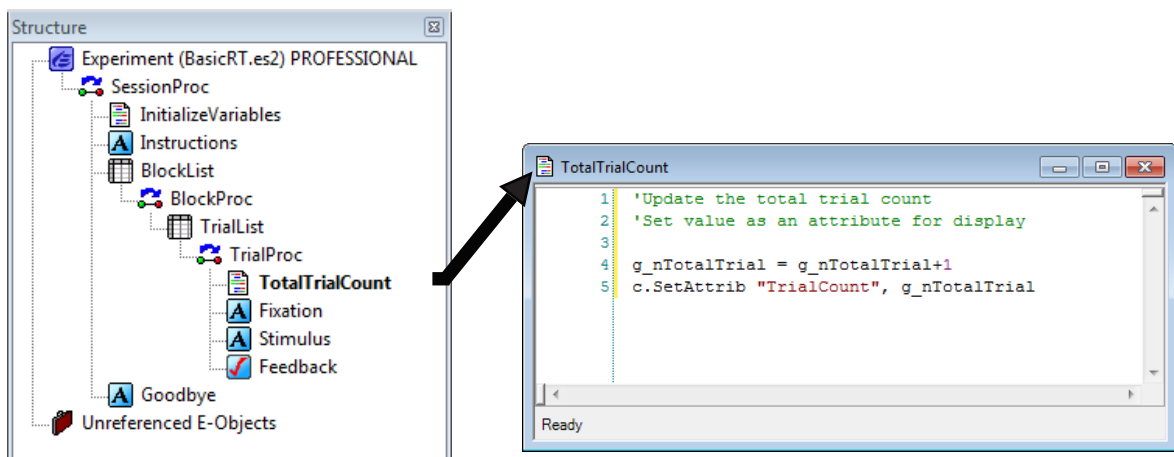 Structure
Experiment (BasicRT.es2) PROFESSIONAL
SessionProc
InitializeVariables
A Instructions
BlockList
BlockProc
TrialList
TrialProc
TotalTrialCount
A Fixation
A Stimulus
Feedback
A Goodbye
Unreferenced E-Objects
TotalTrialCount
1 'Update the total trial count
2 'Set value as an attribute for display
3
4 g_nTotalTrial = g_nTotalTrial+1
5 c.SetAttrib "TrialCount", g_nTotalTrial
Ready